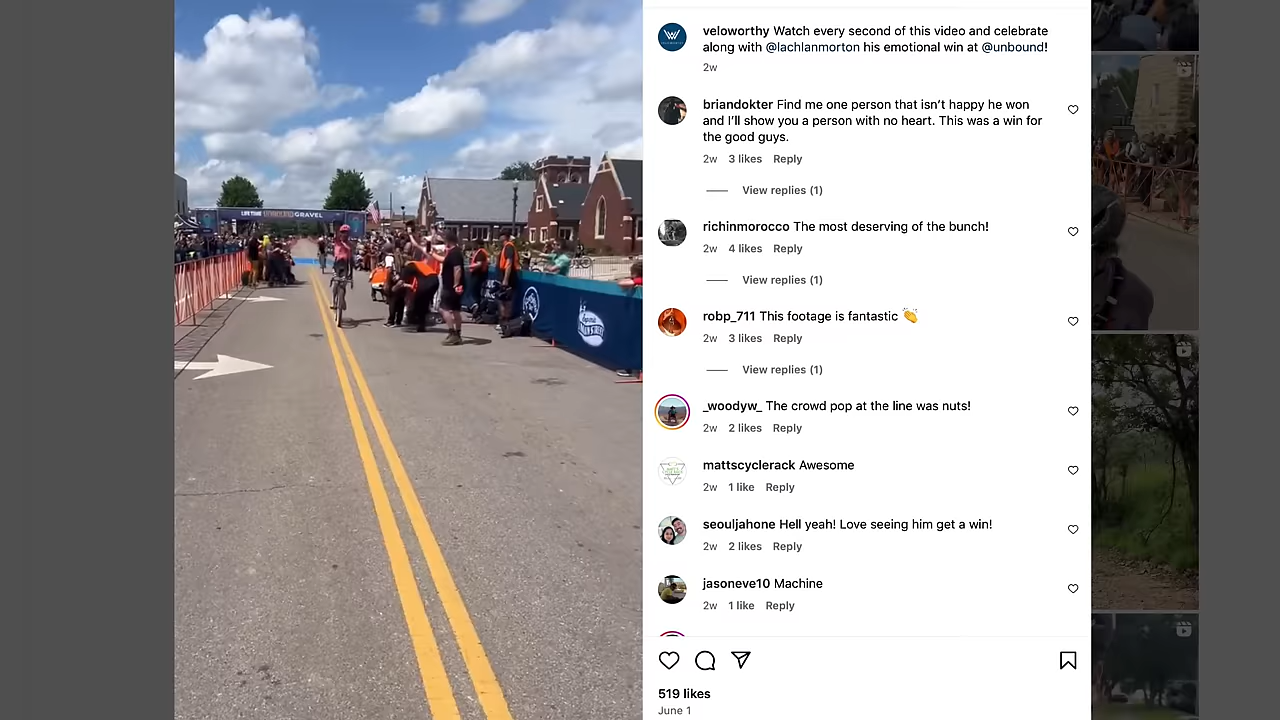 LIFE TIME UNBOUND GRAVEL
veloworthy Watch every second of this video and celebrate
along with @lachlanmorton his emotional win at @unbound!
2w
briandokter Find me one person that isn't happy he won
and I'll show you a person with no heart. This was a win for
the good guys.
2w 3 likes Reply
View replies (1)
richinmorocco The most deserving of the bunch!
2w 4 likes Reply
View replies (1)
robp_711 This footage is fantastic 👏
2w 3 likes Reply
View replies (1)
_woodyw_ The crowd pop at the line was nuts!
2w 2 likes Reply
mattscyclerack Awesome
2w 1 like Reply
seouljahone Hell yeah! Love seeing him get a win!
2w 2 likes Reply
jasoneve10 Machine
2w 1 like Reply
519 likes
June 1